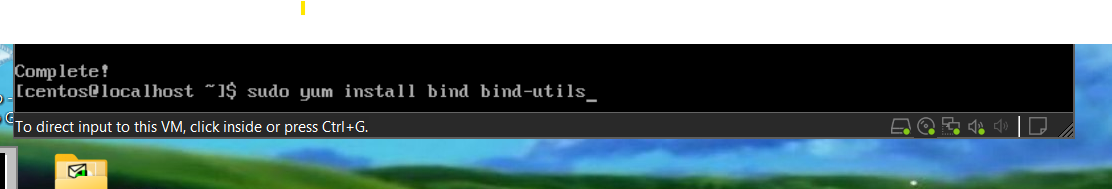 Complete!
[centos@localhost ~]$ sudo yum install bind bind-utils_
To direct input to this VM, click inside or press Ctrl+G.